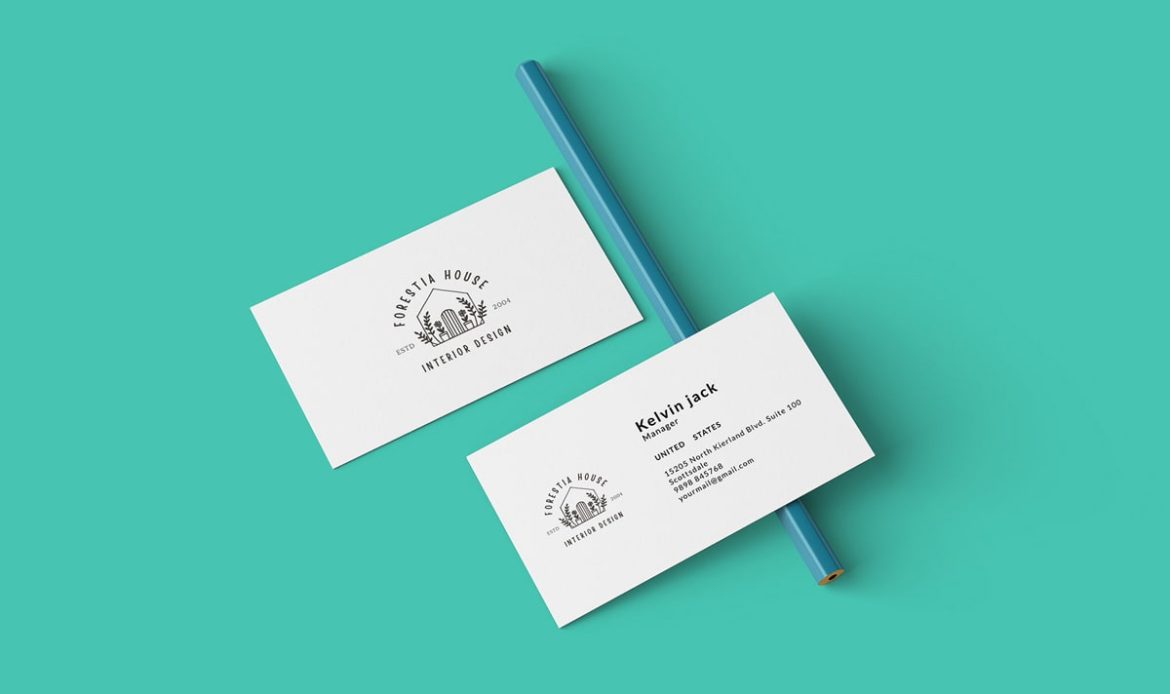 FORESTIA HOUSE
ESTD 2004
INTERIOR DESIGN
Kelvin jack
Manager
UNITED STATES
15205 North Kierland Blvd. Suite 100
Scottsdale
9898 845768
yourmail@gmail.com
FORESTIA HOUSE
ESTD 2004
INTERIOR DESIGN